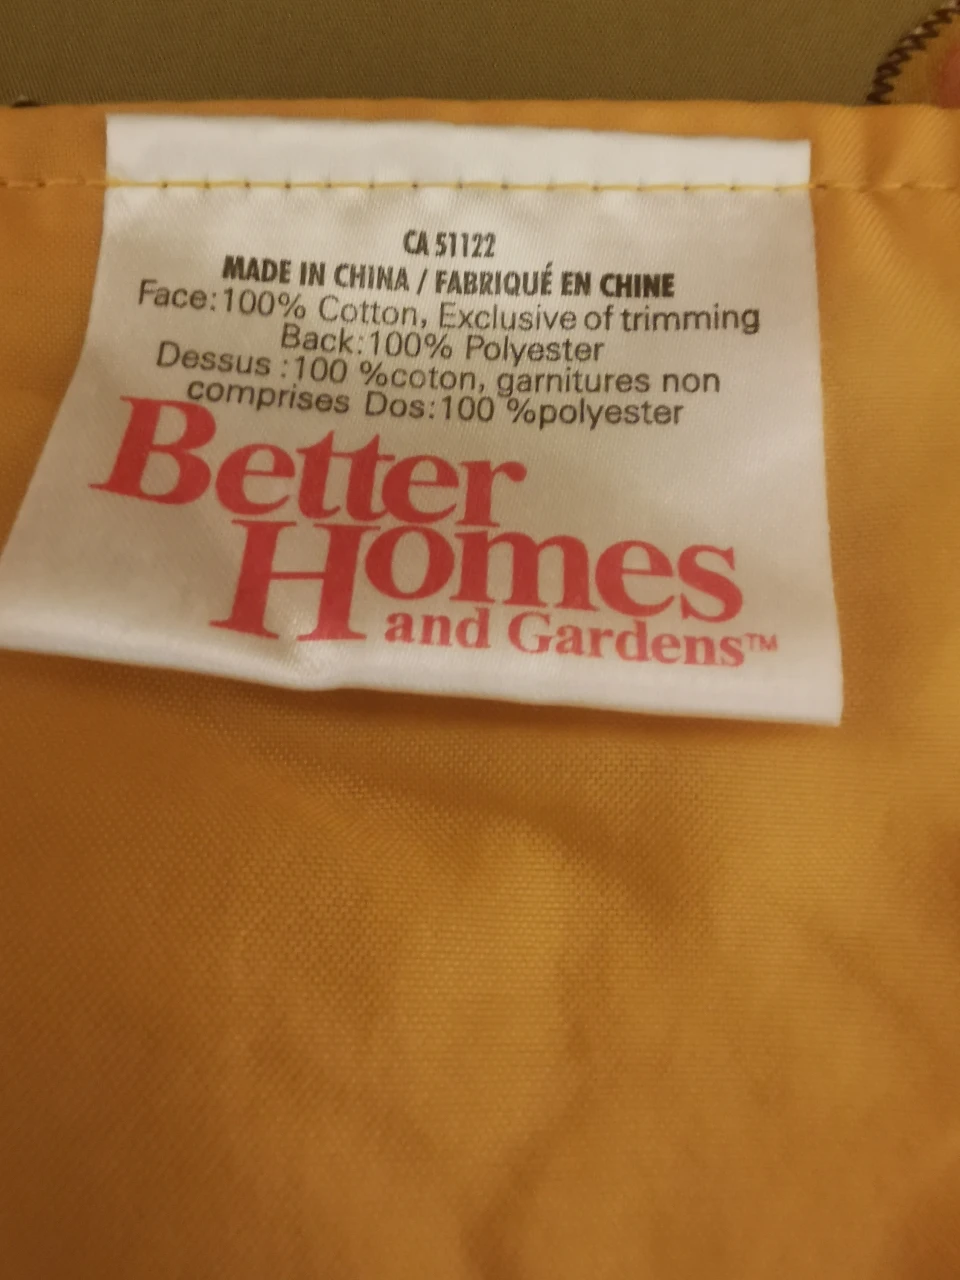 CA 51122
MADE IN CHINA / FABRIQUÉ EN CHINE
Face:100% Cotton, Exclusive of trimming
Back:100% Polyester
Dessus :100 %coton, garnitures non
comprises Dos:100 %polyester
Better
Homes
and Gardens™